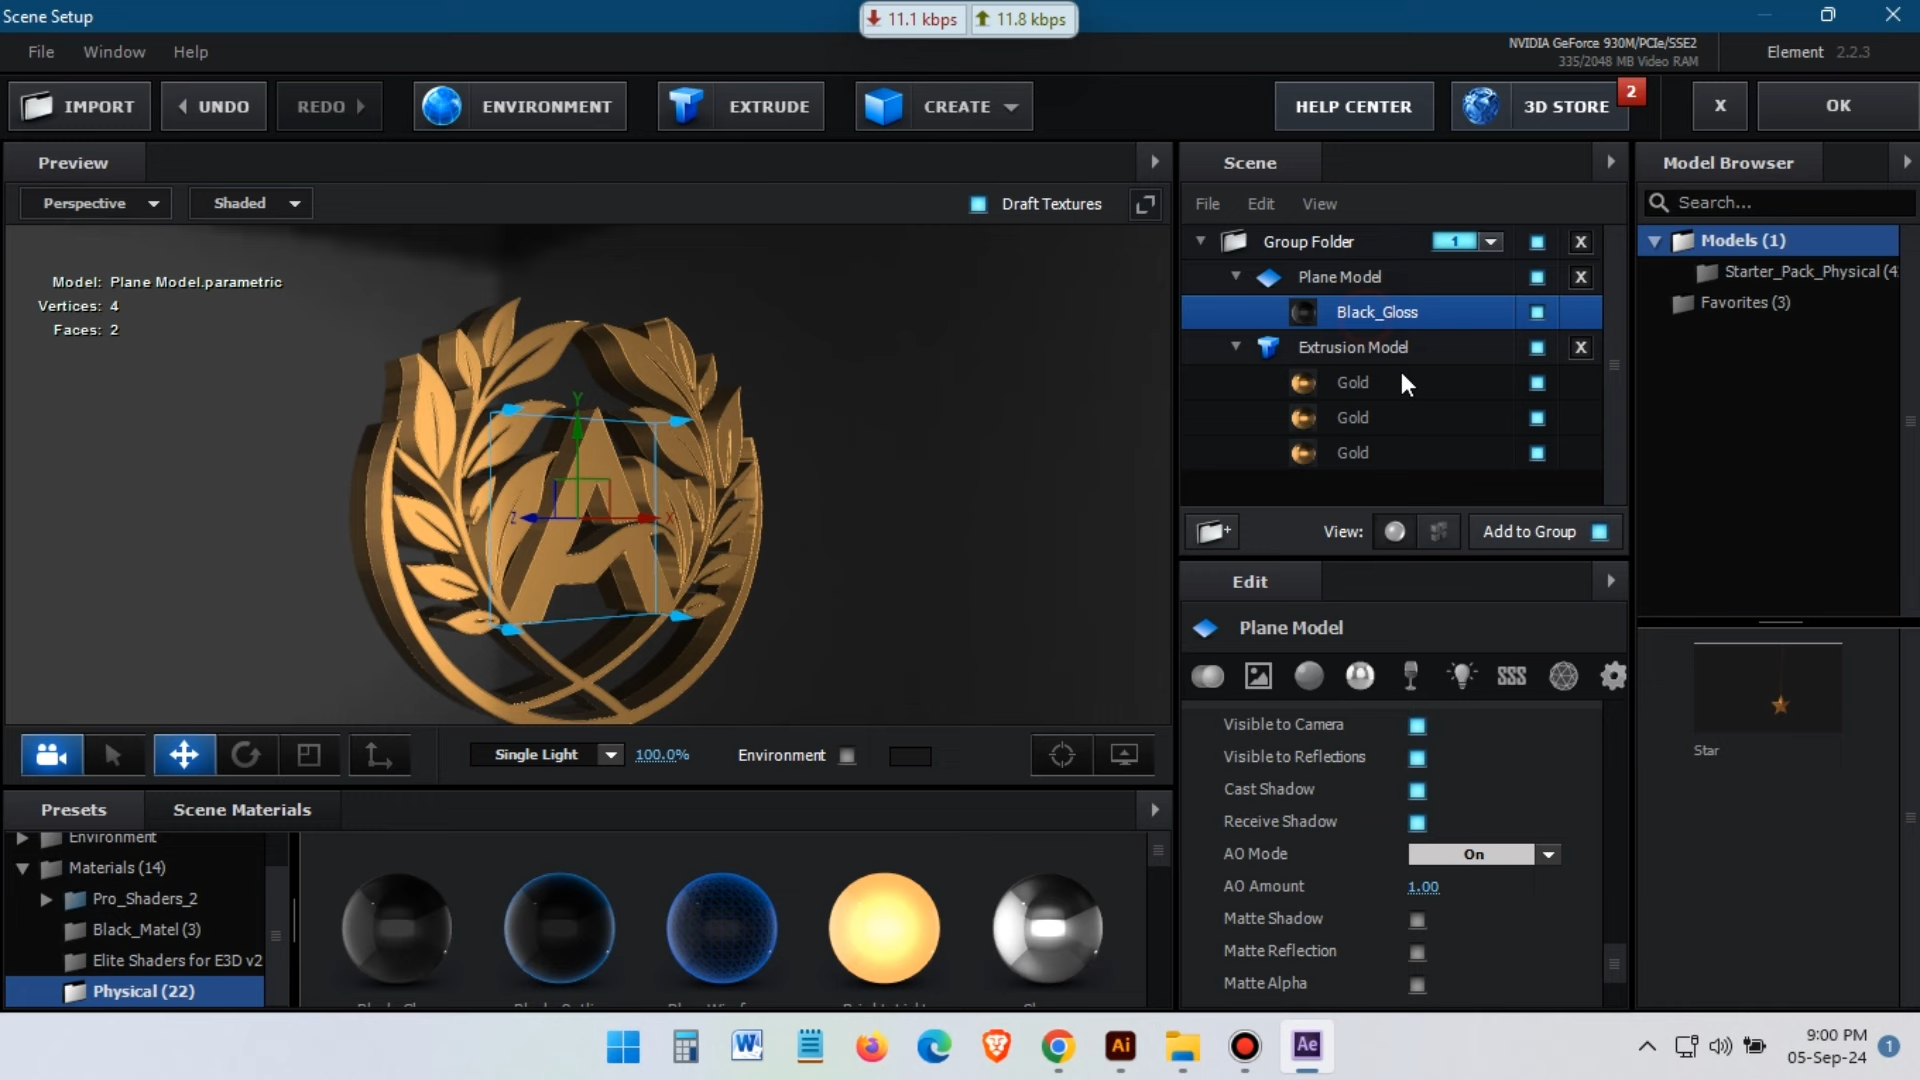 Scene Setup
11.1 kbps
11.8 kbps
File Window Help
NVIDIA GeForce 930M/PCIe/SSE2
335/2048 MB Video RAM
Element 2.2.3
IMPORT
UNDO
REDO
ENVIRONMENT
EXTRUDE
CREATE
HELP CENTER
3D STORE
2
X
OK
Preview
Perspective
Shaded
Draft Textures
Model: Plane Model.parametric
Vertices: 4
Faces: 2
Y
Z
X
A
Single Light
100.0%
Environment
Scene
File Edit View
Group Folder
1
X
Plane Model
X
Black_Gloss
Extrusion Model
X
Gold
Gold
Gold
View:
Add to Group
Edit
Plane Model
SSS
Visible to Camera
Visible to Reflections
Cast Shadow
Receive Shadow
AO Mode
On
AO Amount
1.00
Matte Shadow
Matte Reflection
Matte Alpha
Model Browser
Search...
Models (1)
Starter_Pack_Physical (4
Favorites (3)
Star
Presets
Scene Materials
Environment
Materials (14)
Pro_Shaders_2
Black_Matel (3)
Elite Shaders for E3D v2
Physical (22)
W
Ai
Ae
9:00 PM
05-Sep-24
1